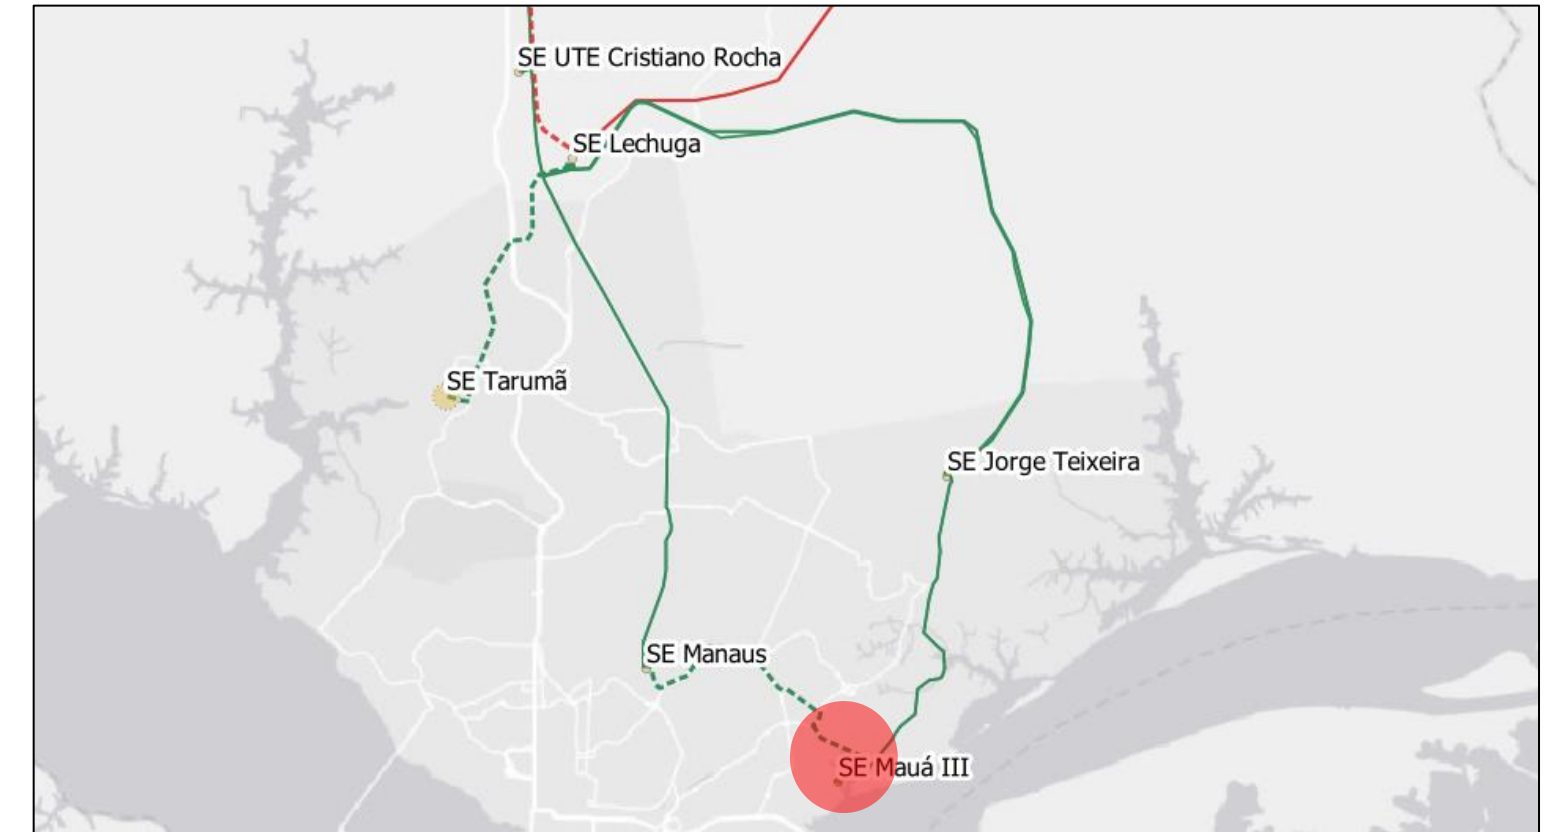 SE UTE Cristiano Rocha
SE Lechuga
SE Tarumã
SE Jorge Teixeira
SE Manaus
SE Mauá III